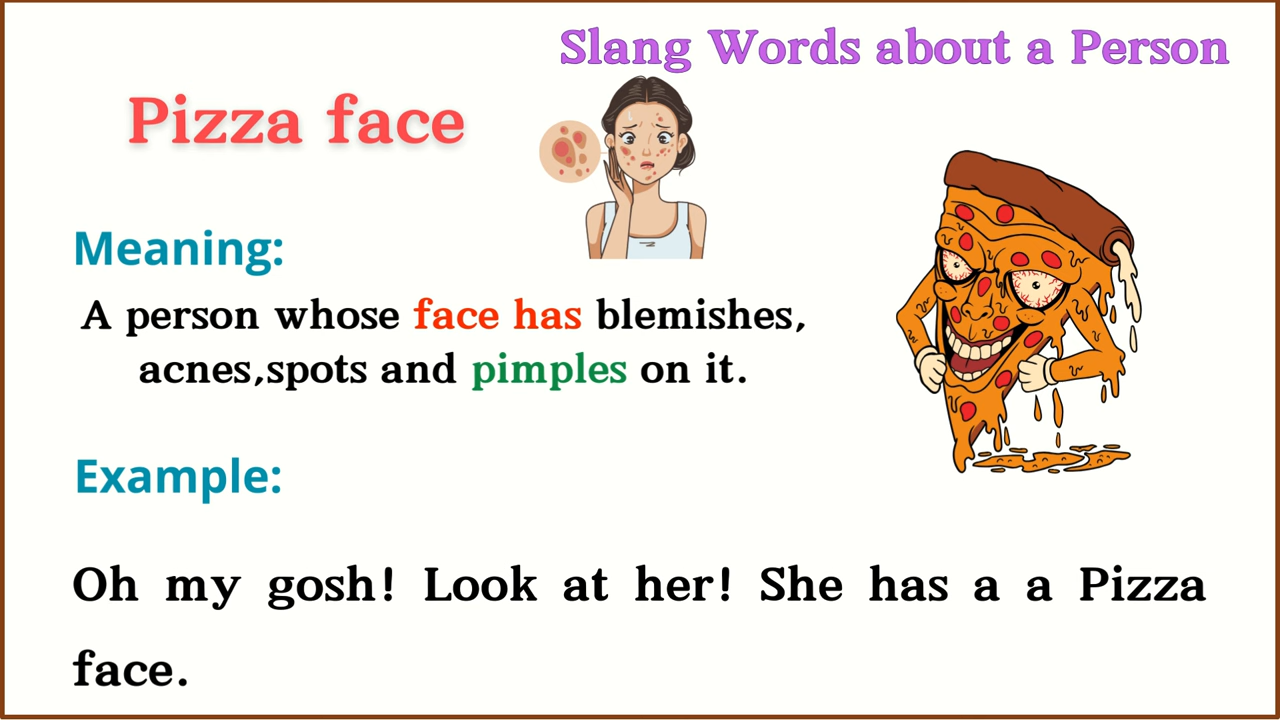 Slang Words about a Person
Pizza face
Meaning:
A person whose face has blemishes,
acnes,spots and pimples on it.
Example:
Oh my gosh! Look at her! She has a a Pizza
face.